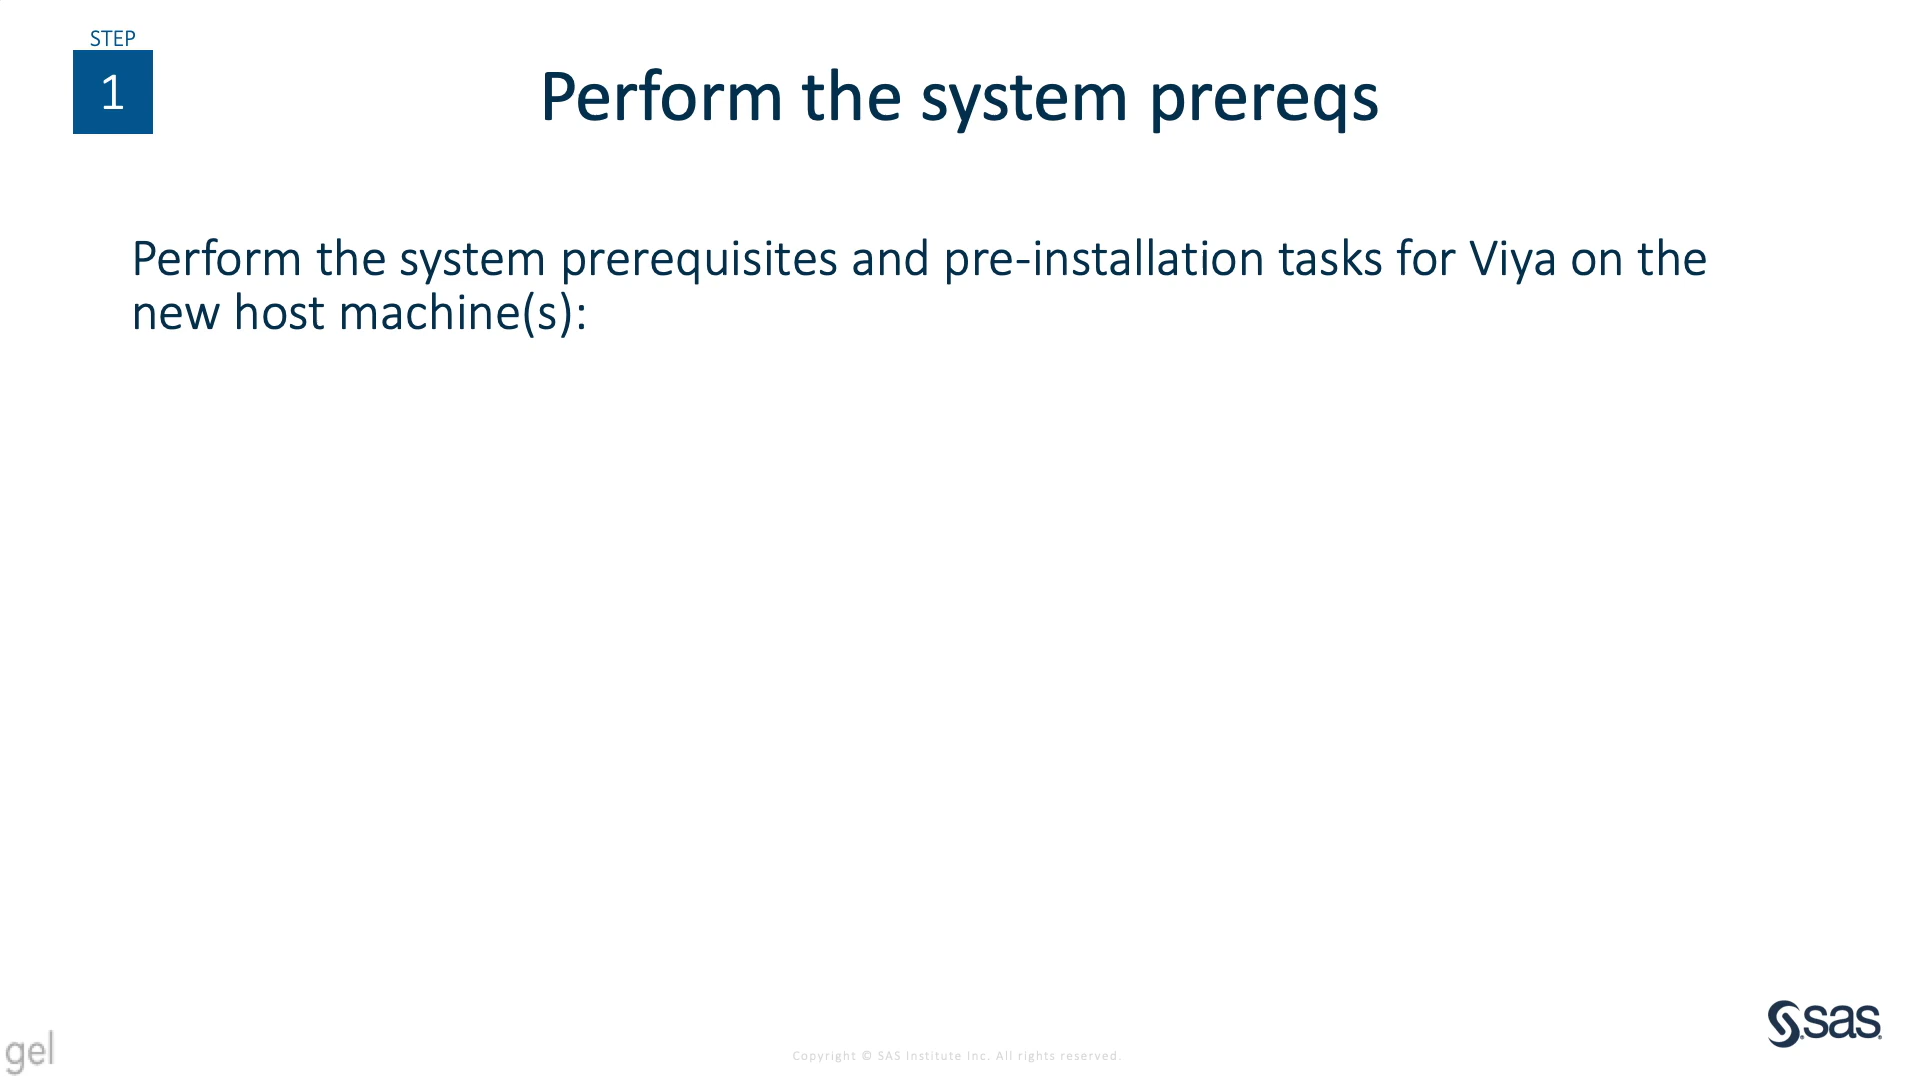 STEP
1
Perform the system prereqs
Perform the system prerequisites and pre-installation tasks for Viya on the
new host machine(s):
sas
gel
Copyright © SAS Institute Inc. All rights reserved.